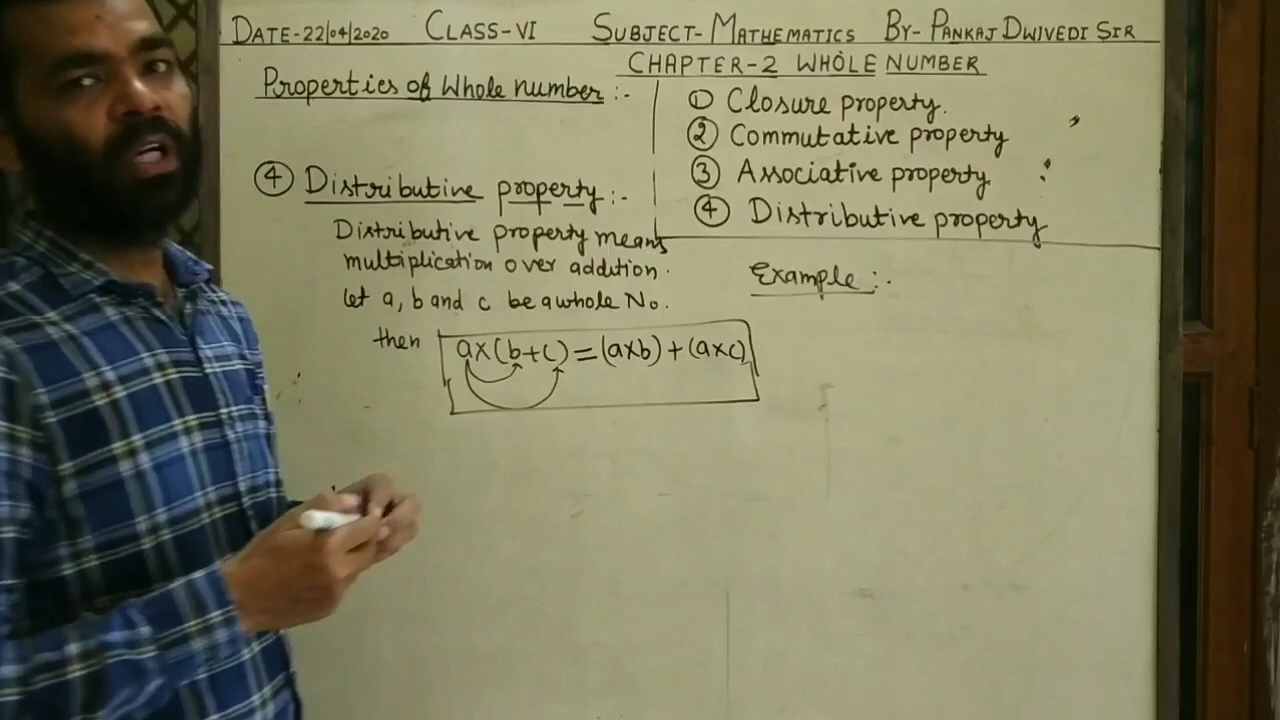 DATE-22/04/2020 CLASS-VI SUBJECT- MATHEMATICS BY- PANKAJ DWIVEDI SIR
CHAPTER-2 WHOLE NUMBER
Properties of Whole number :-
① Closure property.
② Commutative property
③ Associative property
④ Distributive property
④ Distributive property :-
Distributive property means
multiplication over addition.
let a, b and c be a whole No.
then a×(b+c) = (a×b) + (a×c)
Example :-